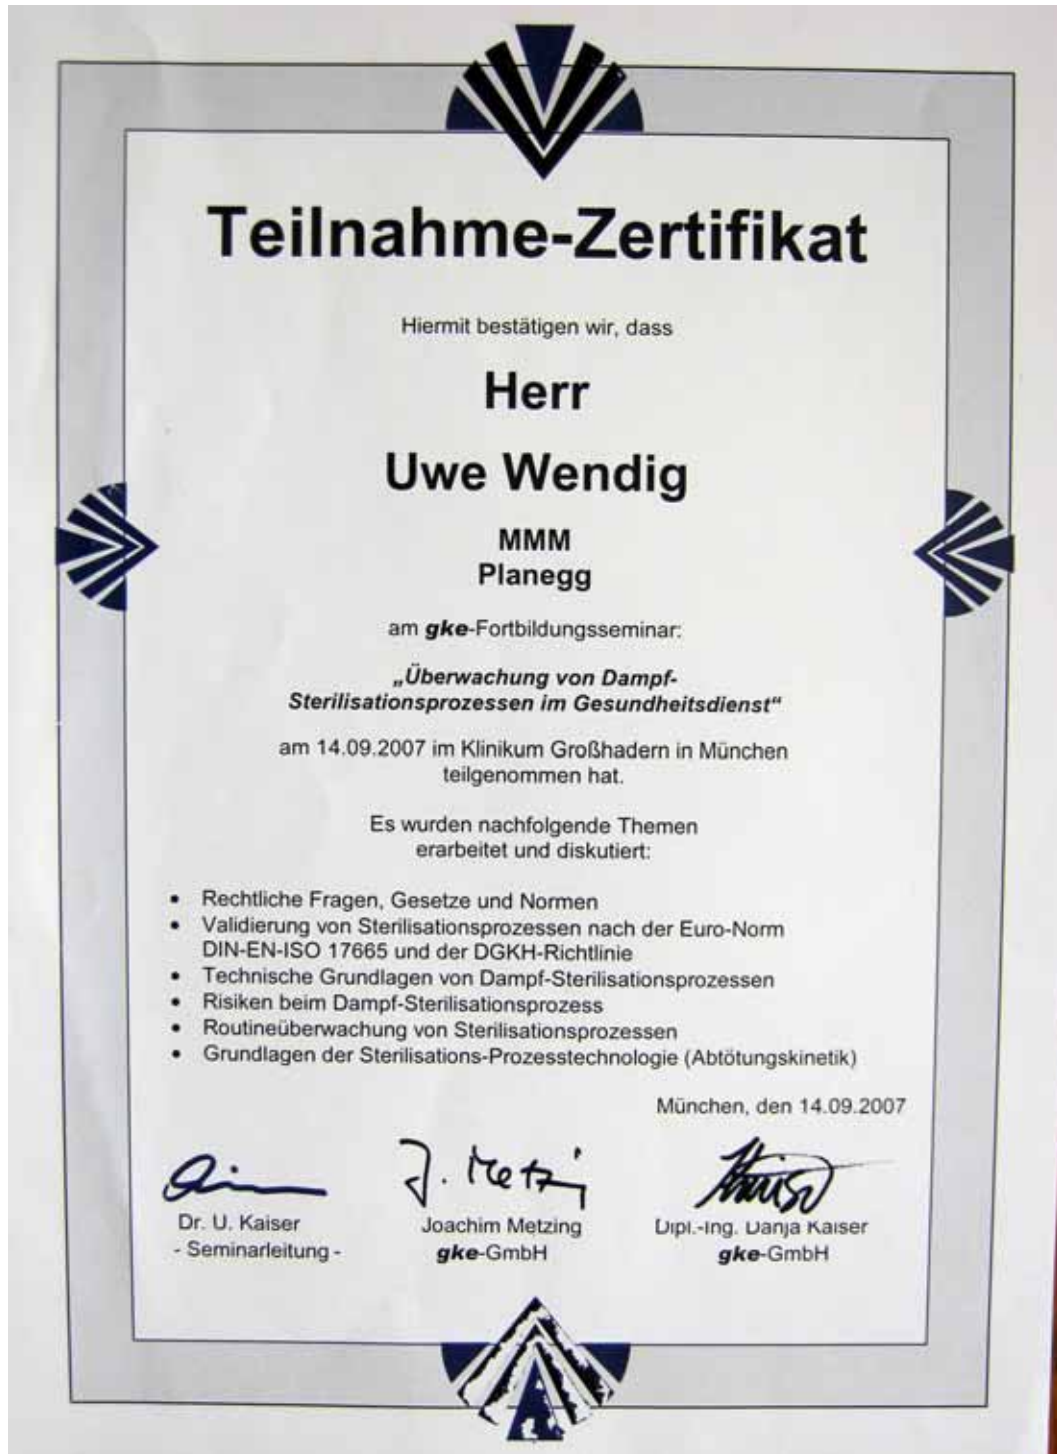 Teilnahme-Zertifikat
Hiermit bestätigen wir, dass
Herr
Uwe Wendig
MMM
Planegg
am gke-Fortbildungsseminar:
„Überwachung von Dampf-
Sterilisationsprozessen im Gesundheitsdienst“
am 14.09.2007 im Klinikum Großhadern in München
teilgenommen hat.
Es wurden nachfolgende Themen
erarbeitet und diskutiert:
• Rechtliche Fragen, Gesetze und Normen
• Validierung von Sterilisationsprozessen nach der Euro-Norm
DIN-EN-ISO 17665 und der DGKH-Richtlinie
• Technische Grundlagen von Dampf-Sterilisationsprozessen
• Risiken beim Dampf-Sterilisationsprozess
• Routineüberwachung von Sterilisationsprozessen
• Grundlagen der Sterilisations-Prozesstechnologie (Abtötungskinetik)
München, den 14.09.2007
J. Metzing
Dr. U. Kaiser Joachim Metzing Dipl.-Ing. Danja Kaiser
- Seminarleitung - gke-GmbH gke-GmbH